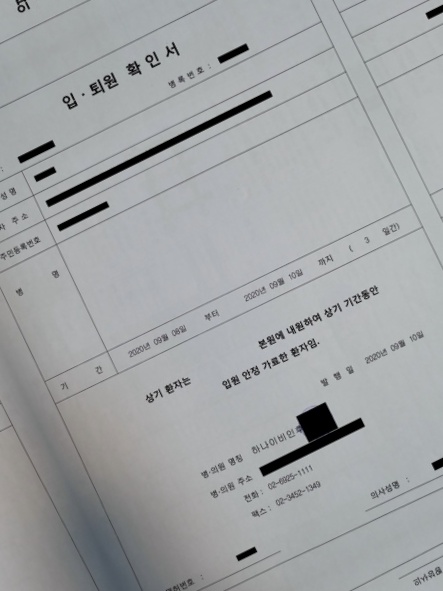 입 · 퇴원 확 인 서
병 록 번 호 :
성 명
자 주 소
주민등록번호
병 명
기 간 2020년 09월 08일 부터 2020년 09월 10일 까지 ( 3 일간)
상기 환자는 본원에 내원하여 상기 기간동안
입원 안정 가료한 환자임.
발 행 일 2020년 09월 10일
병·의원 명칭 하나이비인후
병·의원 주소
전화 : 02-6925-1111
팩스 : 02-3452-1349
의사성명 :